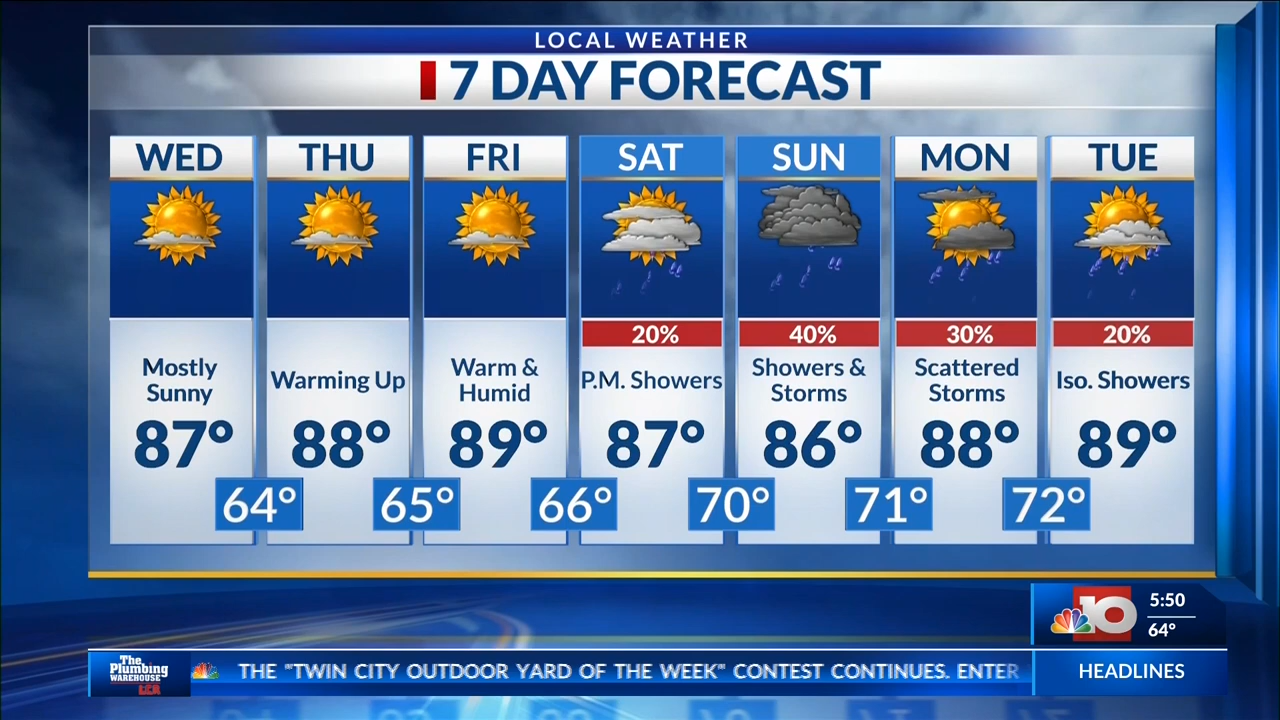 LOCAL WEATHER
7 DAY FORECAST
WED
THU
FRI
SAT
SUN
MON
TUE
20%
40%
30%
20%
Mostly
Sunny
Warming Up
Warm &
Humid
P.M. Showers
Showers &
Storms
Scattered
Storms
Iso. Showers
87°
88°
89°
87°
86°
88°
89°
64°
65°
66°
70°
71°
72°
10
5:50
64°
The
Plumbing
WAREHOUSE
LCR
THE "TWIN CITY OUTDOOR YARD OF THE WEEK" CONTEST CONTINUES. ENTER
HEADLINES